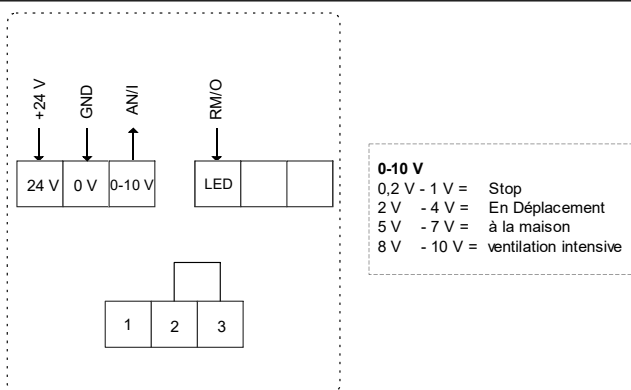 +24 V GND AN/I RM/O
24 V 0 V 0-10 V LED
1 2 3
0-10 V
0,2 V - 1 V = Stop
2 V - 4 V = En Déplacement
5 V - 7 V = à la maison
8 V - 10 V = ventilation intensive